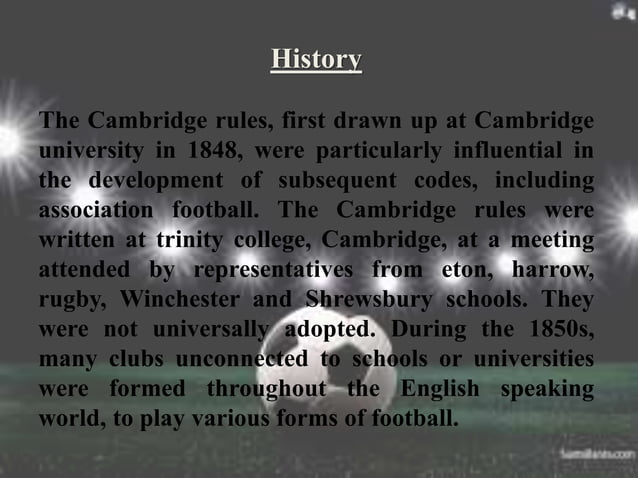 History
The Cambridge rules, first drawn up at Cambridge
university in 1848, were particularly influential in
the development of subsequent codes, including
association football. The Cambridge rules were
written at trinity college, Cambridge, at a meeting
attended by representatives from eton, harrow,
rugby, Winchester and Shrewsbury schools. They
were not universally adopted. During the 1850s,
many clubs unconnected to schools or universities
were formed throughout the English speaking
world, to play various forms of football.